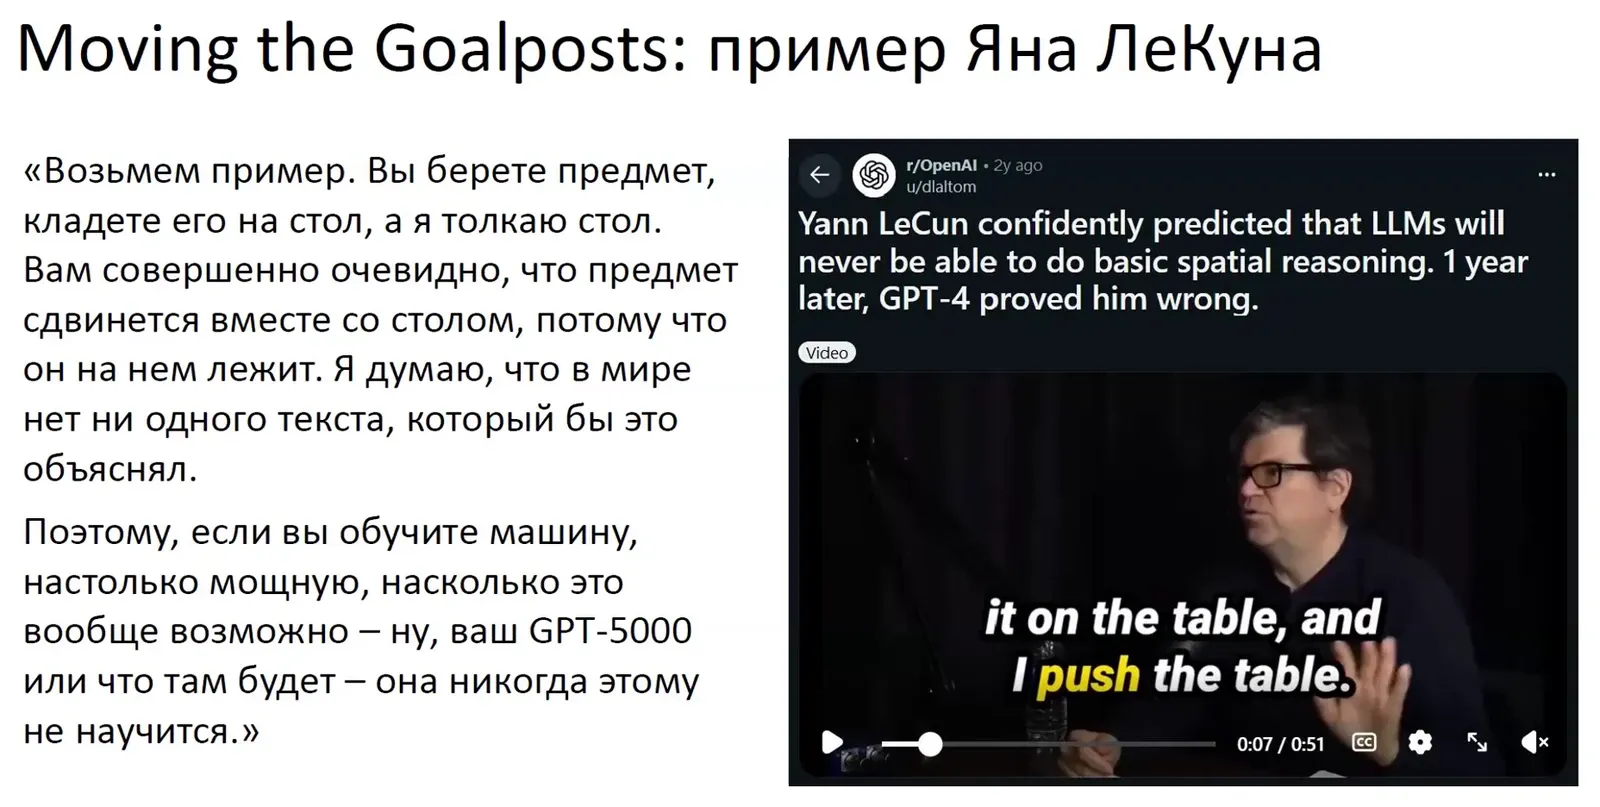 Moving the Goalposts: пример Яна ЛеКуна
«Возьмем пример. Вы берете предмет,
кладете его на стол, а я толкаю стол.
Вам совершенно очевидно, что предмет
сдвинется вместе со столом, потому что
он на нем лежит. Я думаю, что в мире
нет ни одного текста, который бы это
объяснял.
Поэтому, если вы обучите машину,
настолько мощную, насколько это
вообще возможно – ну, ваш GPT-5000
или что там будет – она никогда этому
не научится.»
r/OpenAI • 2y ago
u/dlaltom
Yann LeCun confidently predicted that LLMs will
never be able to do basic spatial reasoning. 1 year
later, GPT-4 proved him wrong.
Video
it on the table, and
I push the table.
0:07 / 0:51
CC